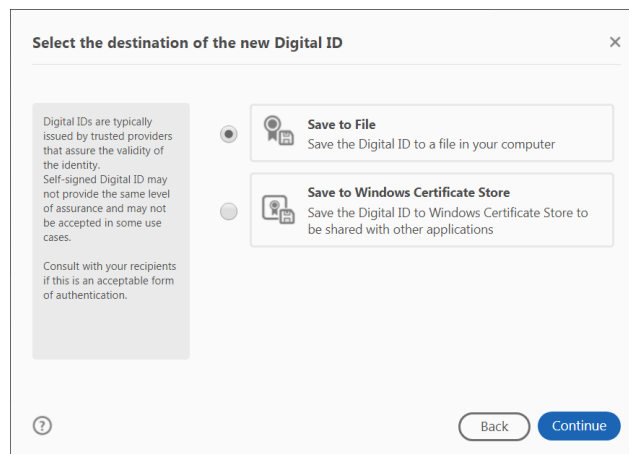 Select the destination of the new Digital ID
Digital IDs are typically
issued by trusted providers
that assure the validity of
the identity.
Self-signed Digital ID may
not provide the same level
of assurance and may not
be accepted in some use
cases.
Consult with your recipients
if this is an acceptable form
of authentication.
Save to File
Save the Digital ID to a file in your computer
Save to Windows Certificate Store
Save the Digital ID to Windows Certificate Store to
be shared with other applications
?
Back
Continue